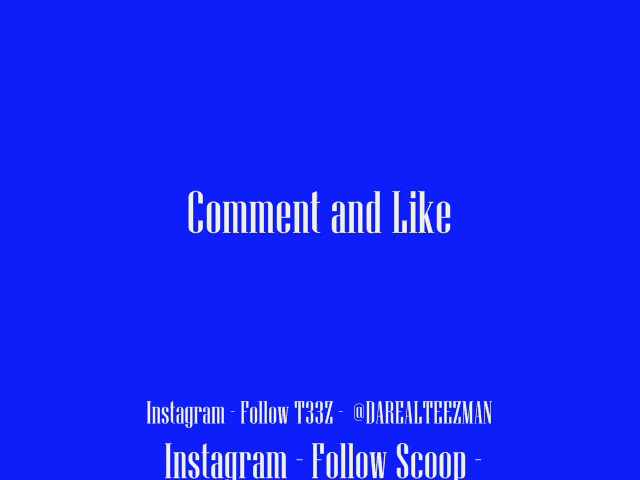 Comment and Like
Instagram - Follow T33Z - @DAREALTEEZMAN
Instagram - Follow Scoop -